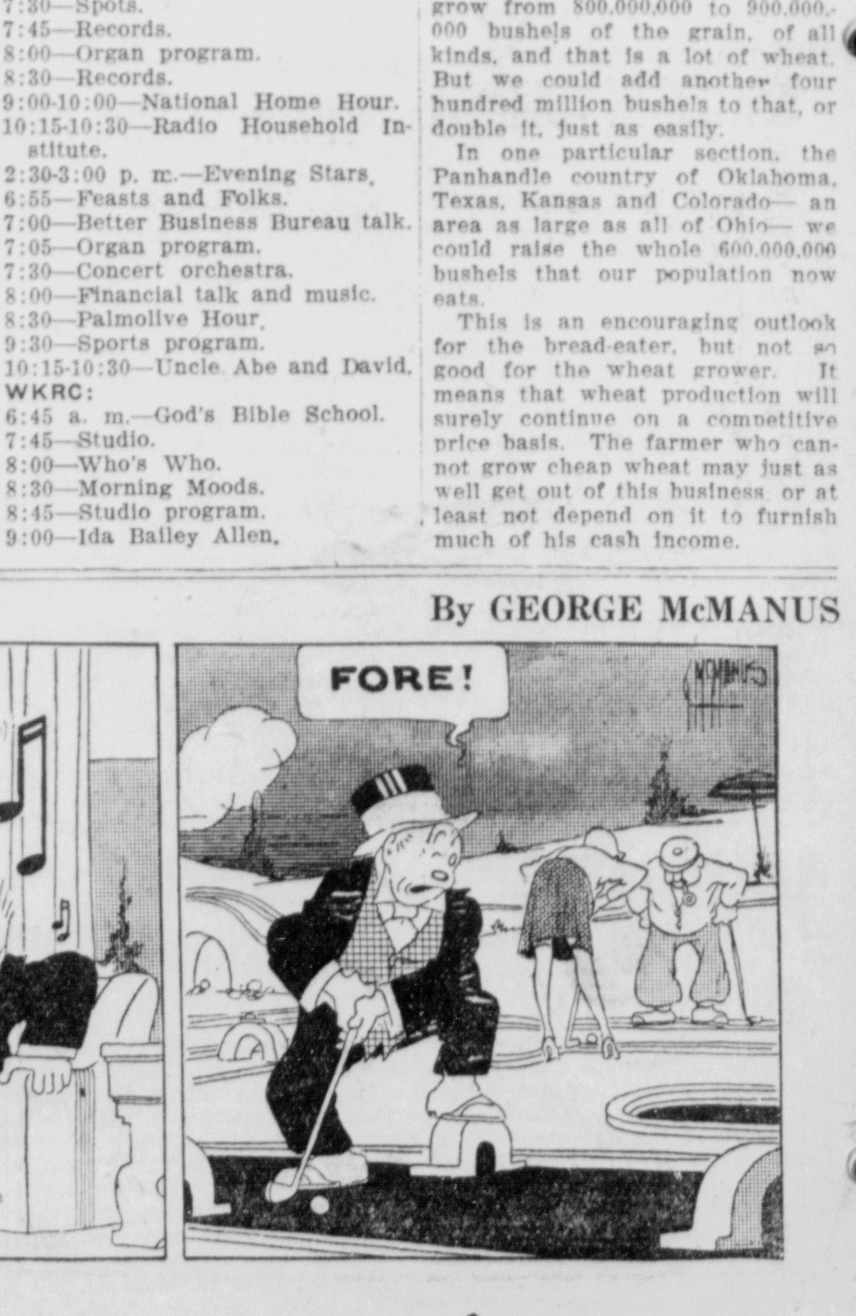 7:30—Spots.
7:45—Records.
8:00—Organ program.
8:30—Records.
9:00-10:00—National Home Hour.
10:15-10:30—Radio Household In-
stitute.
2:30-3:00 p. m.—Evening Stars.
6:55—Feasts and Folks.
7:00—Better Business Bureau talk.
7:05—Organ program.
7:30—Concert orchestra.
8:00—Financial talk and music.
8:30—Palmolive Hour.
9:30—Sports program.
10:15-10:30—Uncle Abe and David.
WKRC:
6:45 a. m.—God's Bible School.
7:45—Studio.
8:00—Who's Who.
8:30—Morning Moods.
8:45—Studio program.
9:00—Ida Bailey Allen.
grow from 800,000,000 to 900,000,-
000 bushels of the grain, of all
kinds, and that is a lot of wheat.
But we could add another four
hundred million bushels to that, or
double it, just as easily.
In one particular section, the
Panhandle country of Oklahoma,
Texas, Kansas and Colorado— an
area as large as all of Ohio— we
could raise the whole 600,000,000
bushels that our population now
eats.
This is an encouraging outlook
for the bread-eater, but not so
good for the wheat grower. It
means that wheat production will
surely continue on a competitive
price basis. The farmer who can-
not grow cheap wheat may just as
well get out of this business or at
least not depend on it to furnish
much of his cash income.
By GEORGE McMANUS
FORE!
McMANUS